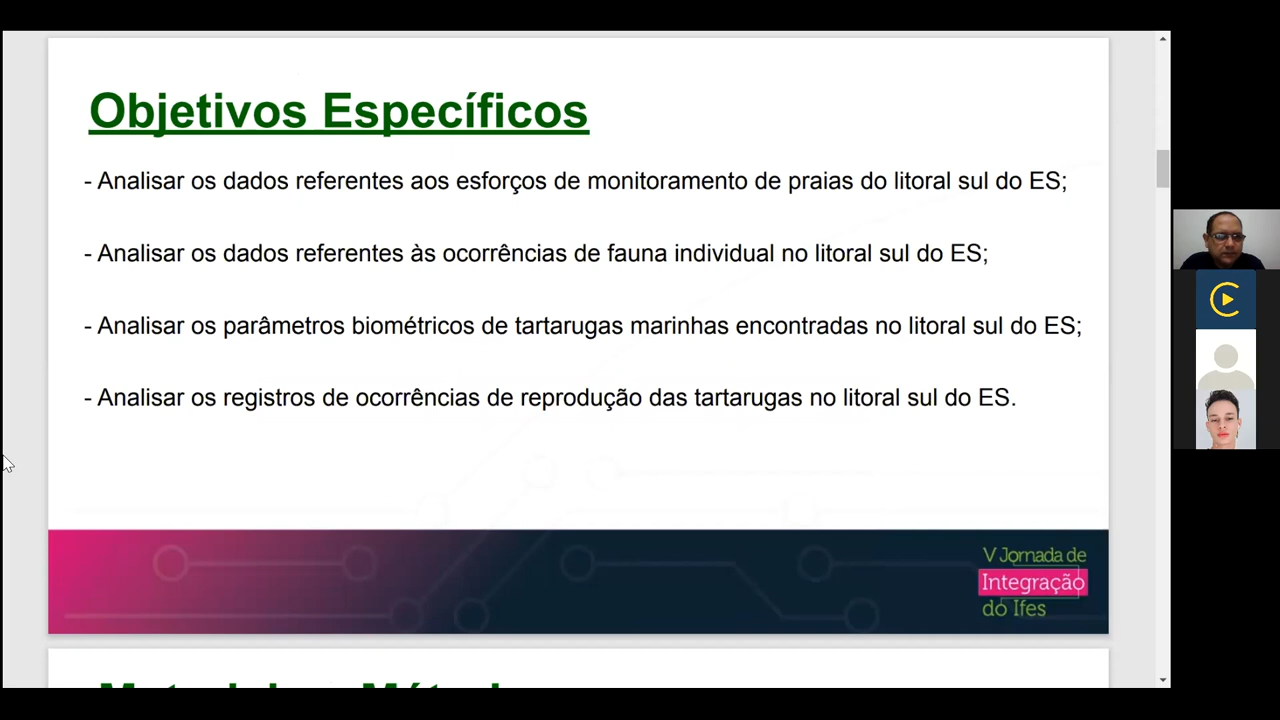 Objetivos Específicos
- Analisar os dados referentes aos esforços de monitoramento de praias do litoral sul do ES;
- Analisar os dados referentes às ocorrências de fauna individual no litoral sul do ES;
- Analisar os parâmetros biométricos de tartarugas marinhas encontradas no litoral sul do ES;
- Analisar os registros de ocorrências de reprodução das tartarugas no litoral sul do ES.
V Jornada de
Integração
do Ifes